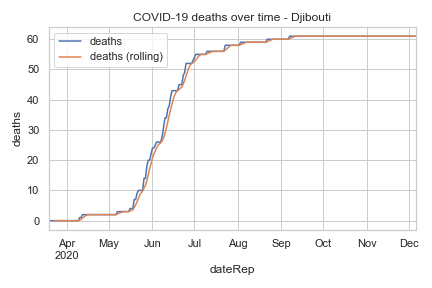 COVID-19 deaths over time - Djibouti
deaths
deaths (rolling)
60
50
40
30
20
10
0
deaths
Apr May Jun Jul Aug Sep Oct Nov Dec
2020
dateRep